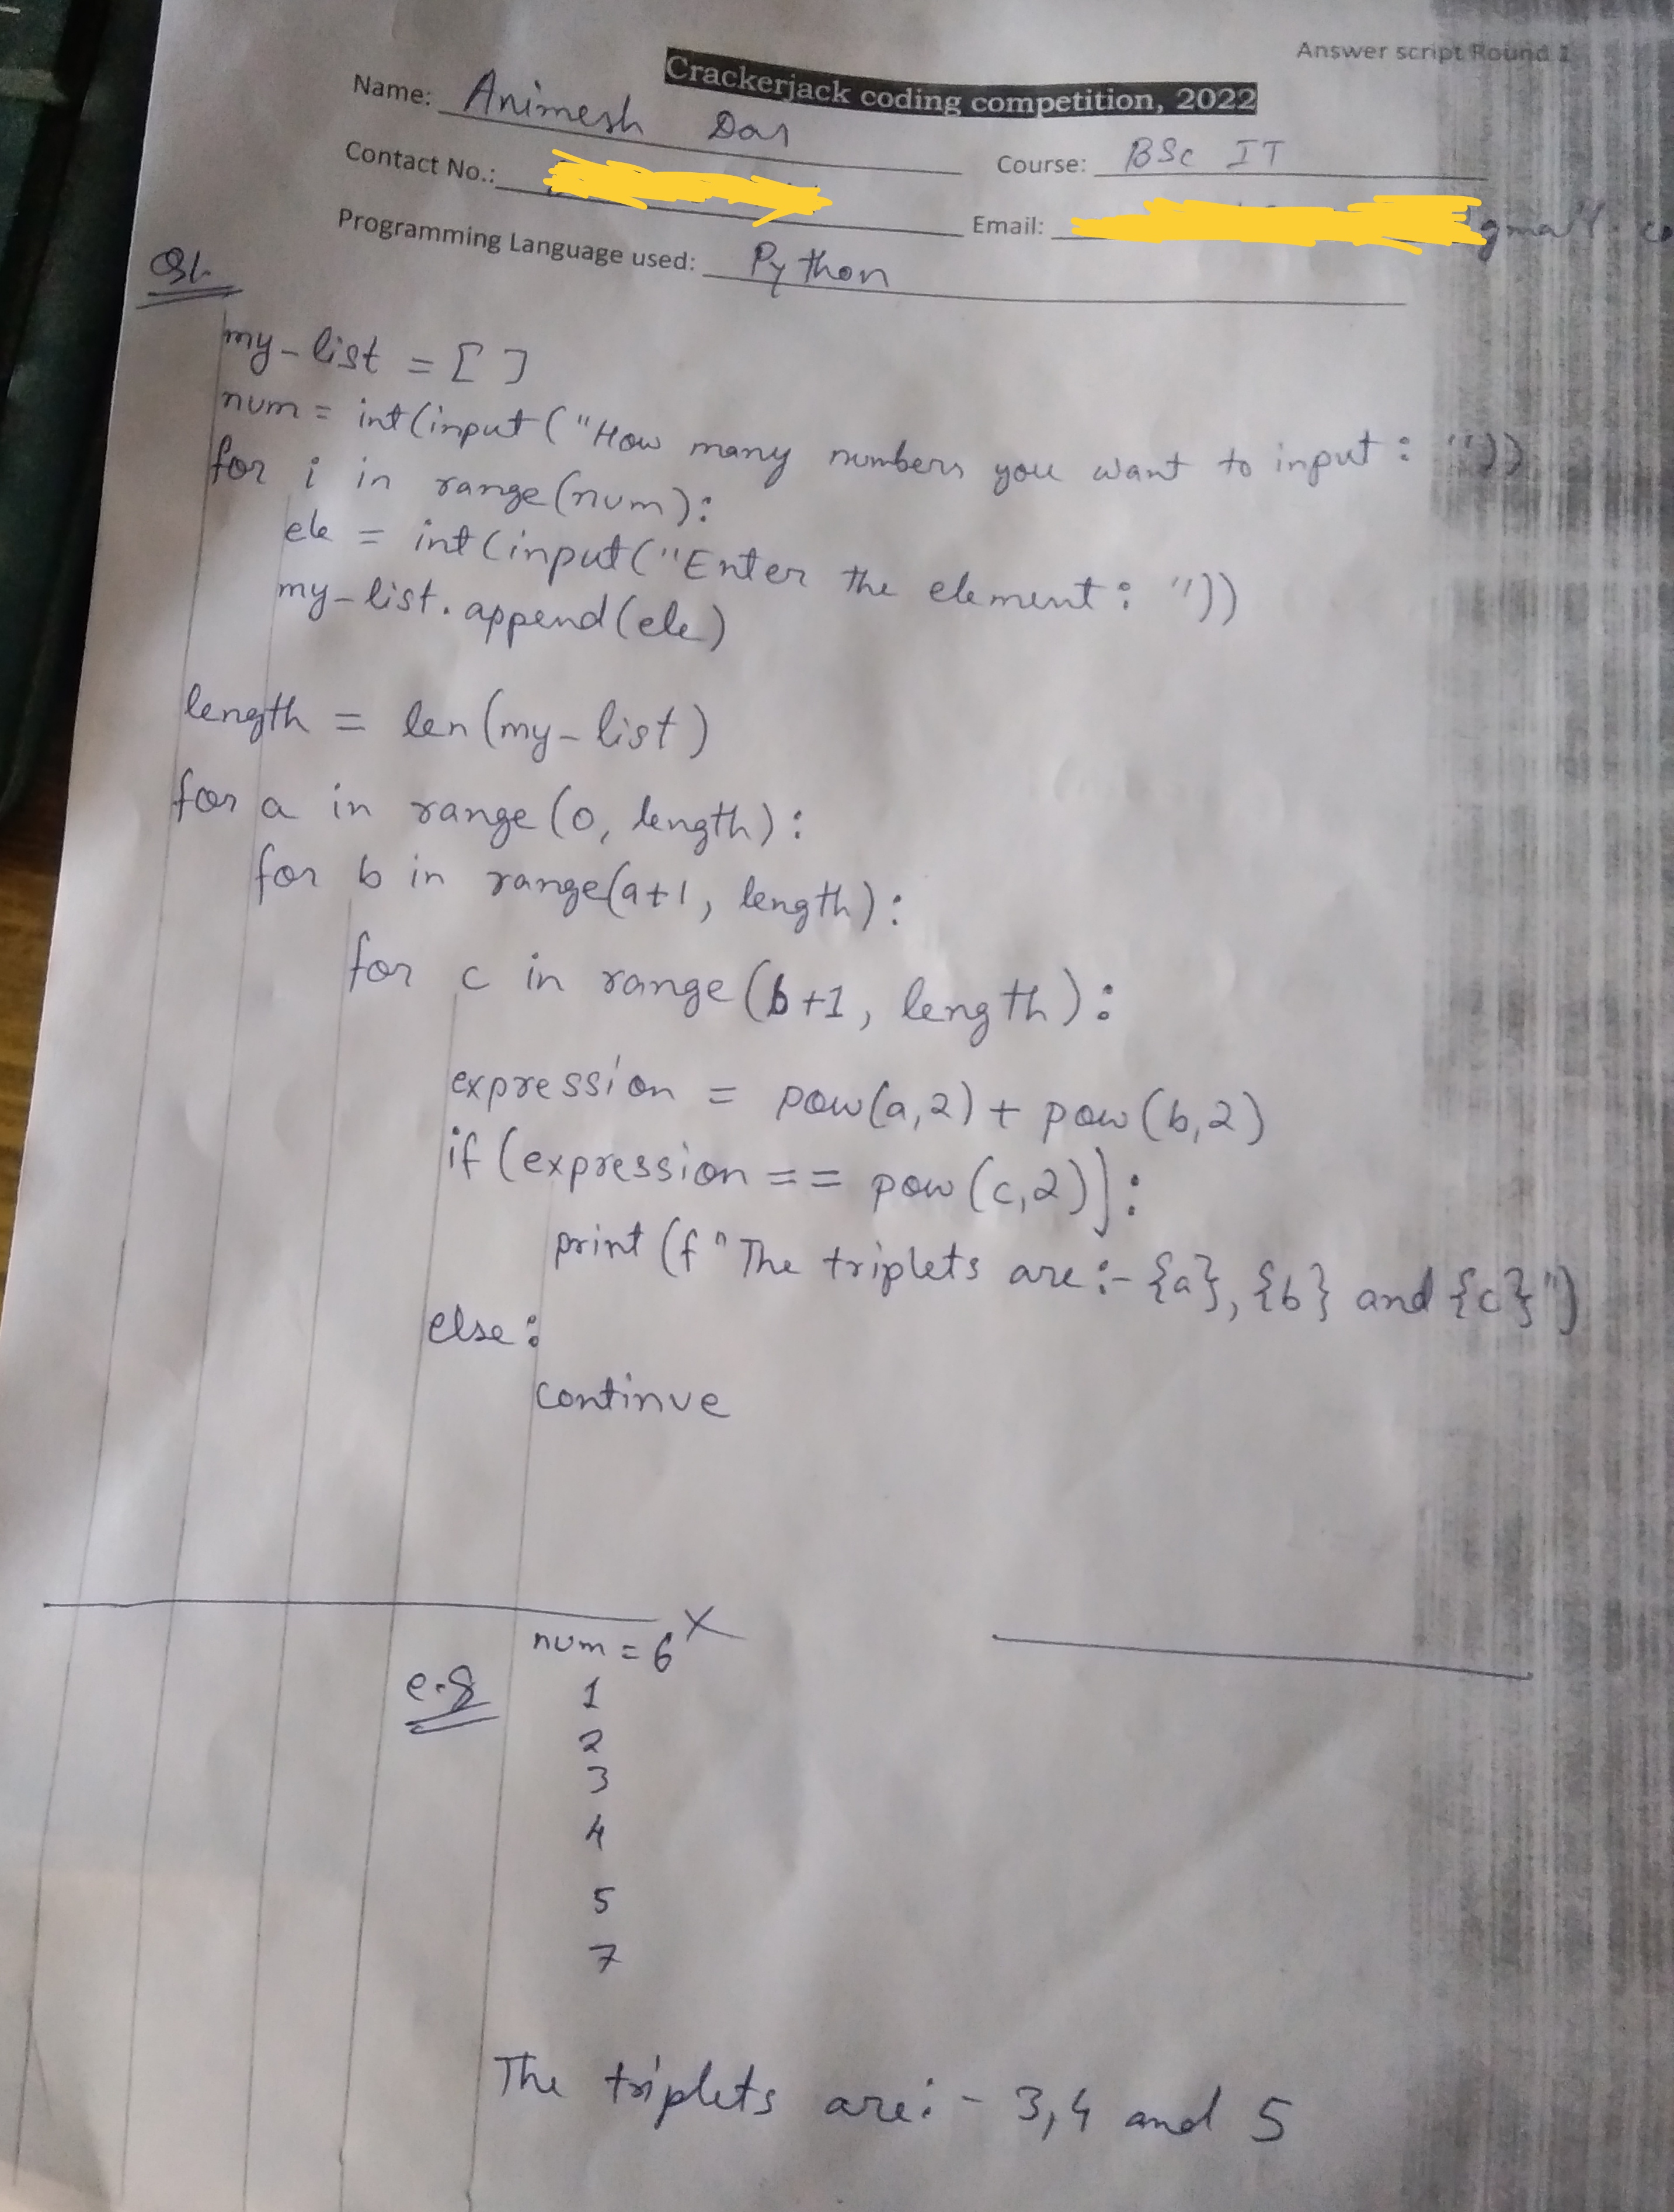 Answer script Round 1
Crackerjack coding competition, 2022
Name: Animesh Das
Contact No.:
Course: BSc IT
Email: gmail.co
Programming Language used: Python
Q1.
my_list = [ ]
num = int(input("How many numbers you want to input : "))
for i in range(num):
ele = int(input("Enter the element : "))
my_list.append(ele)
length = len(my_list)
for a in range(0, length):
for b in range(a+1, length):
for c in range(b+1, length):
expression = pow(a,2) + pow(b,2)
if (expression == pow(c,2)):
print(f"The triplets are :- {a}, {b} and {c}")
else:
continue
x
num = 6
e.g
1
2
3
4
5
7
The triplets are :- 3,4 and 5